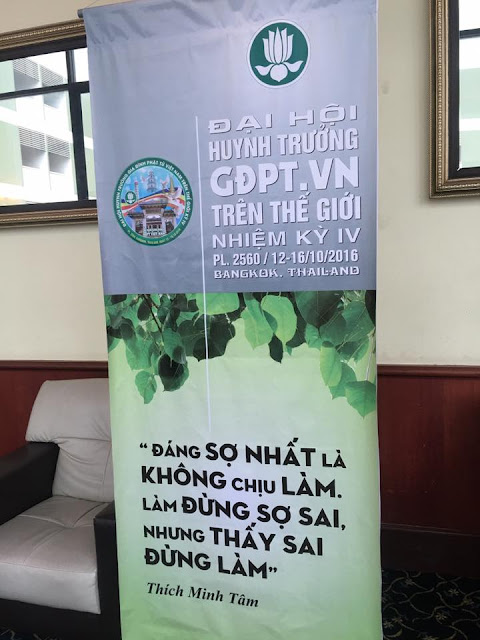 ĐẠI HỘI
HUYNH TRƯỞNG
GĐPT.VN
TRÊN THẾ GIỚI
NHIỆM KỲ IV
PL. 2560 / 12-16/10/2016
BANGKOK, THAILAND
“ ĐÁNG SỢ NHẤT LÀ
KHÔNG CHỊU LÀM.
LÀM ĐỪNG SỢ SAI,
NHƯNG THẤY SAI
ĐỪNG LÀM”
Thích Minh Tâm